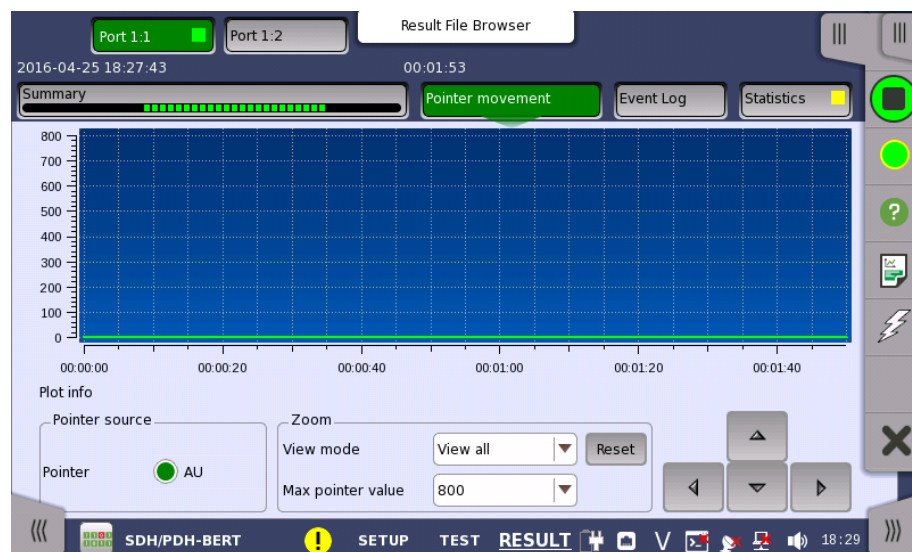 Port 1:1
Port 1:2
Result File Browser
2016-04-25 18:27:43
00:01:53
Summary
Pointer movement
Event Log
Statistics
800
700
600
500
400
300
200
100
0
00:00:00
00:00:20
00:00:40
00:01:00
00:01:20
00:01:40
Plot info
Pointer source
Pointer
AU
Zoom
View mode
View all
Reset
Max pointer value
800
SDH/PDH-BERT
SETUP
TEST
RESULT
V
18:29